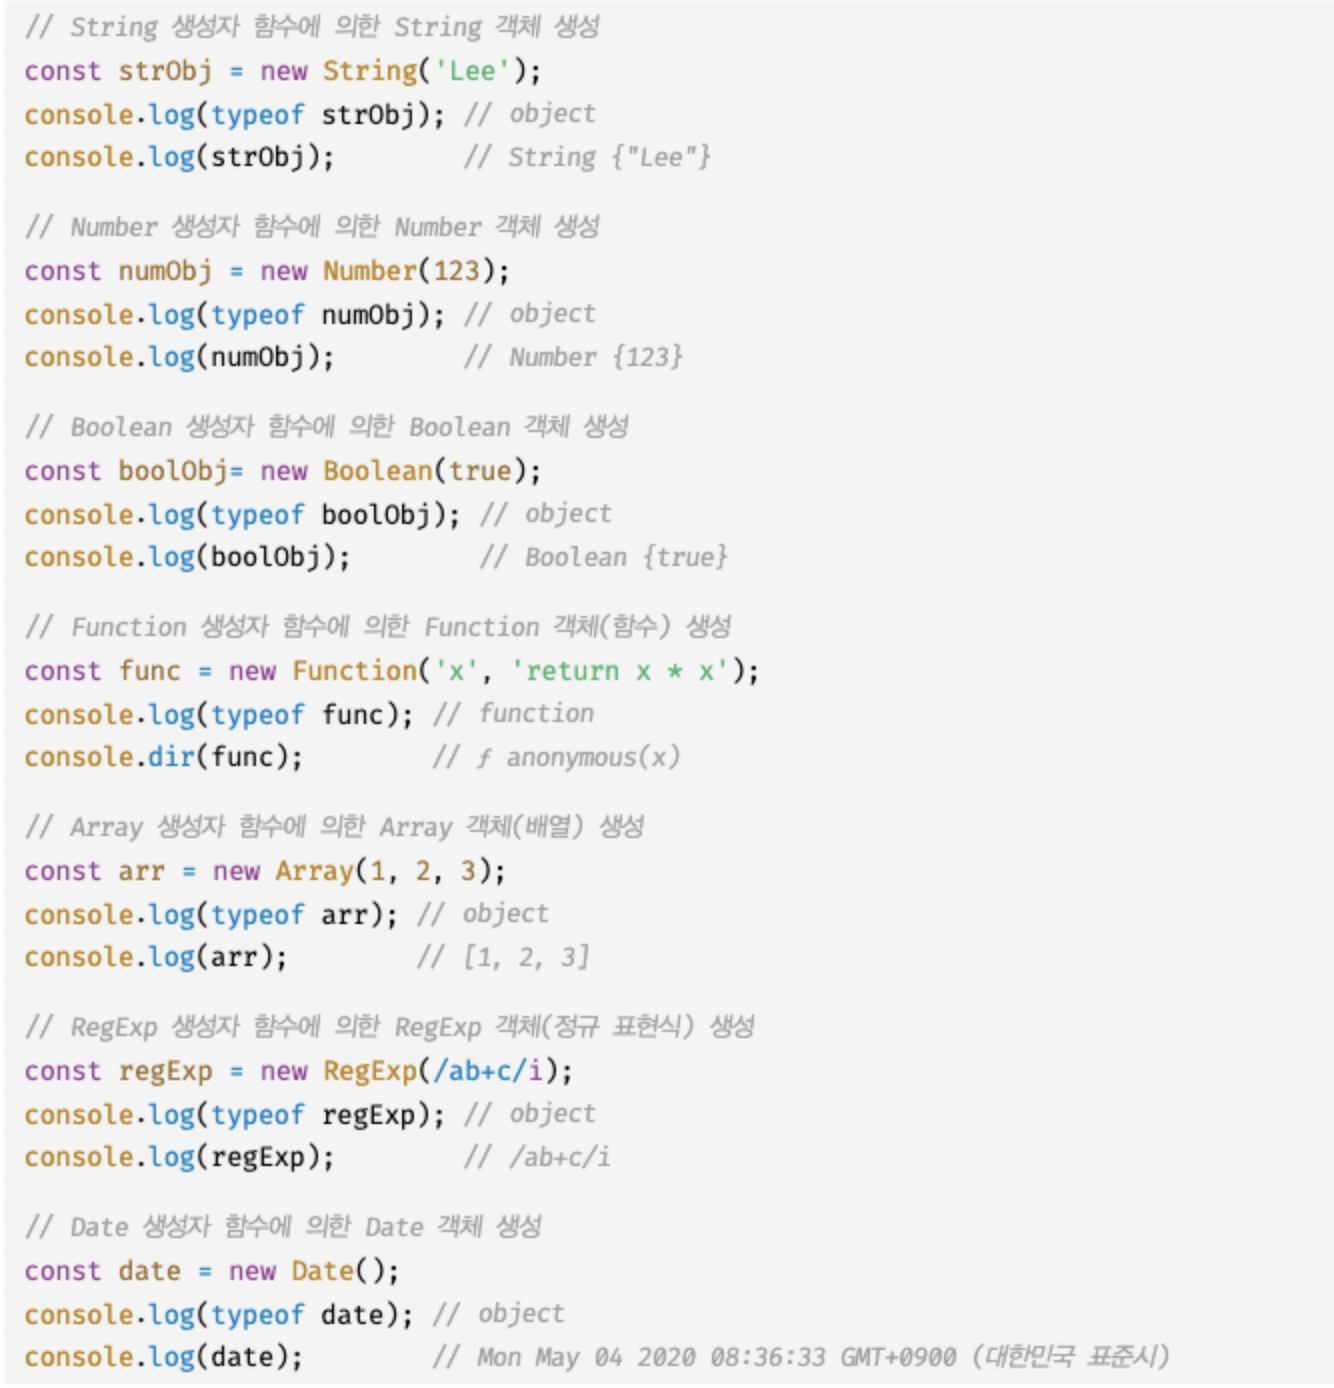 // String 생성자 함수에 의한 String 객체 생성
const strObj = new String('Lee');
console.log(typeof strObj); // object
console.log(strObj);        // String {"Lee"}

// Number 생성자 함수에 의한 Number 객체 생성
const numObj = new Number(123);
console.log(typeof numObj); // object
console.log(numObj);        // Number {123}

// Boolean 생성자 함수에 의한 Boolean 객체 생성
const boolObj= new Boolean(true);
console.log(typeof boolObj); // object
console.log(boolObj);        // Boolean {true}

// Function 생성자 함수에 의한 Function 객체(함수) 생성
const func = new Function('x', 'return x * x');
console.log(typeof func); // function
console.dir(func);        // ƒ anonymous(x)

// Array 생성자 함수에 의한 Array 객체(배열) 생성
const arr = new Array(1, 2, 3);
console.log(typeof arr); // object
console.log(arr);        // [1, 2, 3]

// RegExp 생성자 함수에 의한 RegExp 객체(정규 표현식) 생성
const regExp = new RegExp(/ab+c/i);
console.log(typeof regExp); // object
console.log(regExp);        // /ab+c/i

// Date 생성자 함수에 의한 Date 객체 생성
const date = new Date();
console.log(typeof date); // object
console.log(date);        // Mon May 04 2020 08:36:33 GMT+0900 (대한민국 표준시)